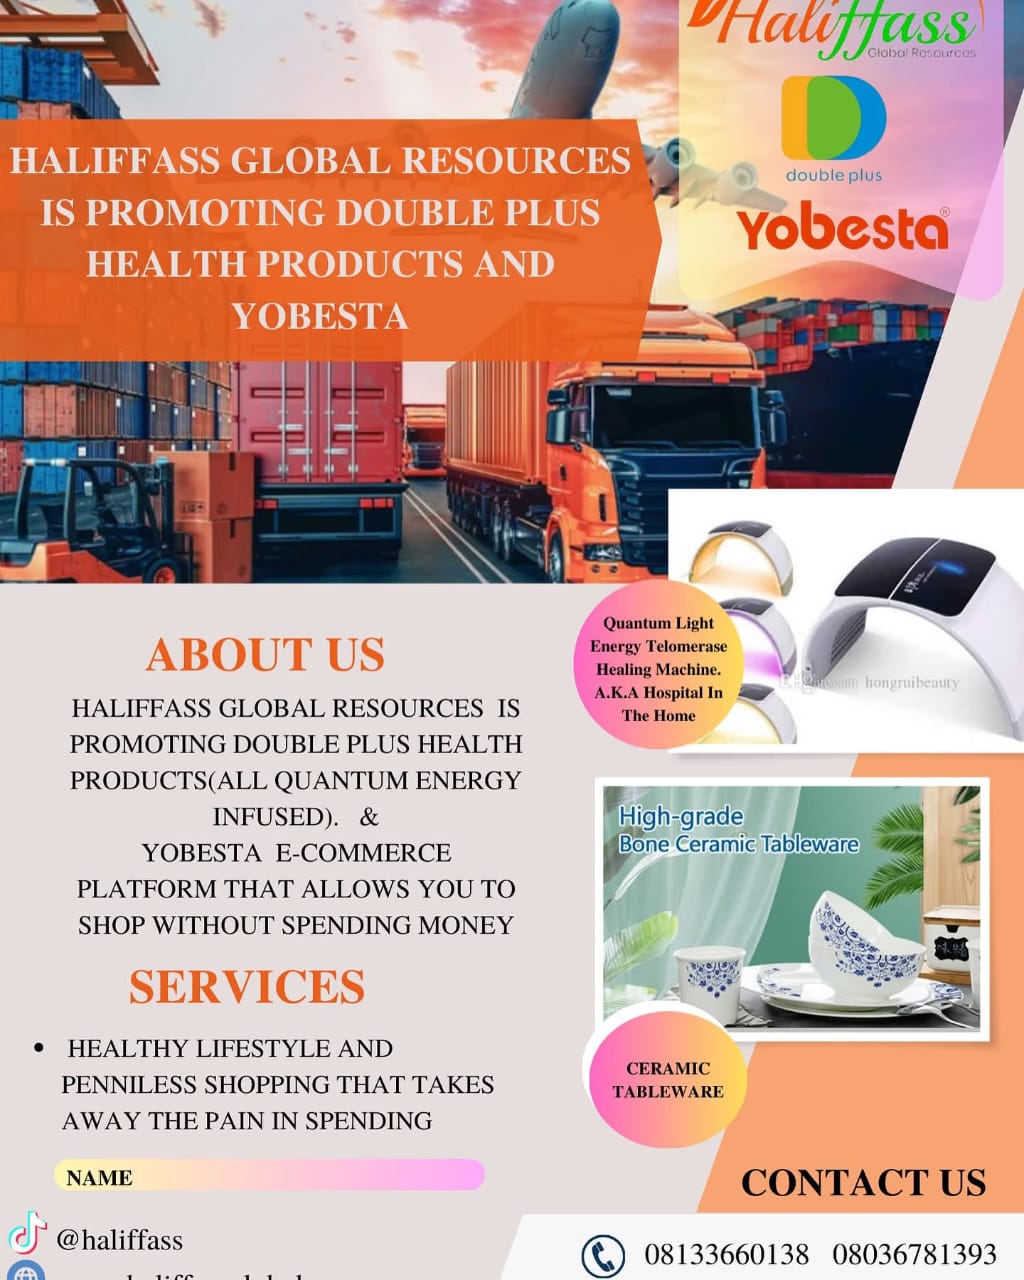 Haliffass
Global Resources
double plus
Yobesta®
HALIFFASS GLOBAL RESOURCES
IS PROMOTING DOUBLE PLUS
HEALTH PRODUCTS AND
YOBESTA
Quantum Light
Energy Telomerase
Healing Machine.
A.K.A Hospital In
The Home
hongruibeauty
ABOUT US
HALIFFASS GLOBAL RESOURCES IS
PROMOTING DOUBLE PLUS HEALTH
PRODUCTS(ALL QUANTUM ENERGY
INFUSED). &
YOBESTA E-COMMERCE
PLATFORM THAT ALLOWS YOU TO
SHOP WITHOUT SPENDING MONEY
High-grade
Bone Ceramic Tableware
CERAMIC
TABLEWARE
SERVICES
• HEALTHY LIFESTYLE AND
PENNILESS SHOPPING THAT TAKES
AWAY THE PAIN IN SPENDING
NAME
@haliffass
CONTACT US
08133660138 08036781393